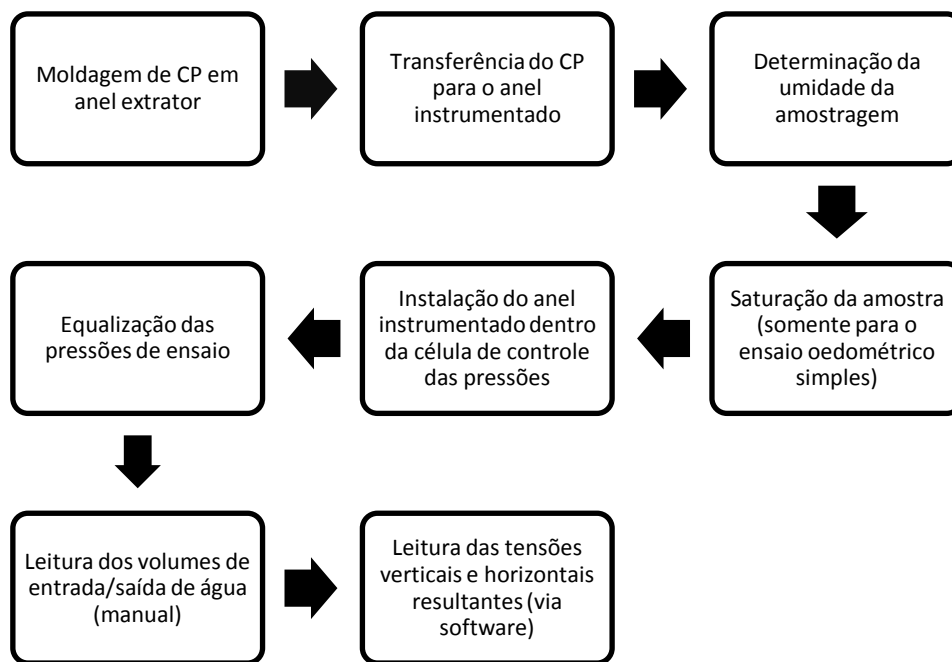 Moldagem de CP em
anel extrator
Transferência do CP
para o anel
instrumentado
Determinação da
umidade da
amostragem
Saturação da amostra
(somente para o
ensaio oedométrico
simples)
Instalação do anel
instrumentado dentro
da célula de controle
das pressões
Equalização das
pressões de ensaio
Leitura dos volumes de
entrada/saída de água
(manual)
Leitura das tensões
verticais e horizontais
resultantes (via
software)